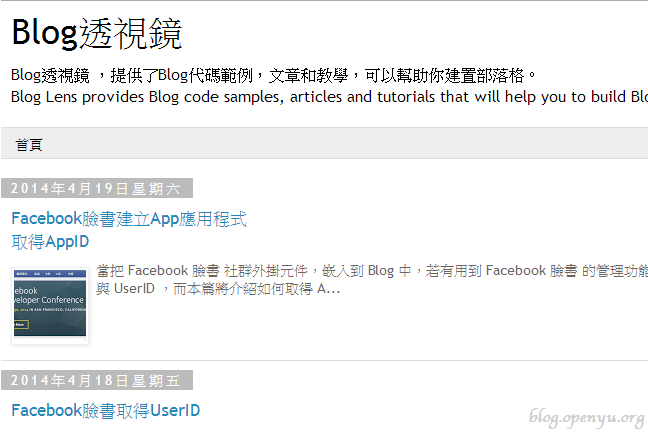 Blog透視鏡
Blog透視鏡 ，提供了Blog代碼範例，文章和教學，可以幫助你建置部落格。
Blog Lens provides Blog code samples, articles and tutorials that will help you to build Blo
首頁
2014年4月19日星期六
Facebook臉書建立App應用程式
取得AppID
當把 Facebook 臉書 社群外掛元件，嵌入到 Blog 中，若有用到 Facebook 臉書 的管理功能
與 UserID ，而本篇將介紹如何取得 A...
ebook
veloper Conference
IN SAN FRANCISCO, CALIFORNIA
2014年4月18日星期五
Facebook臉書取得UserID
blog.openyu.org